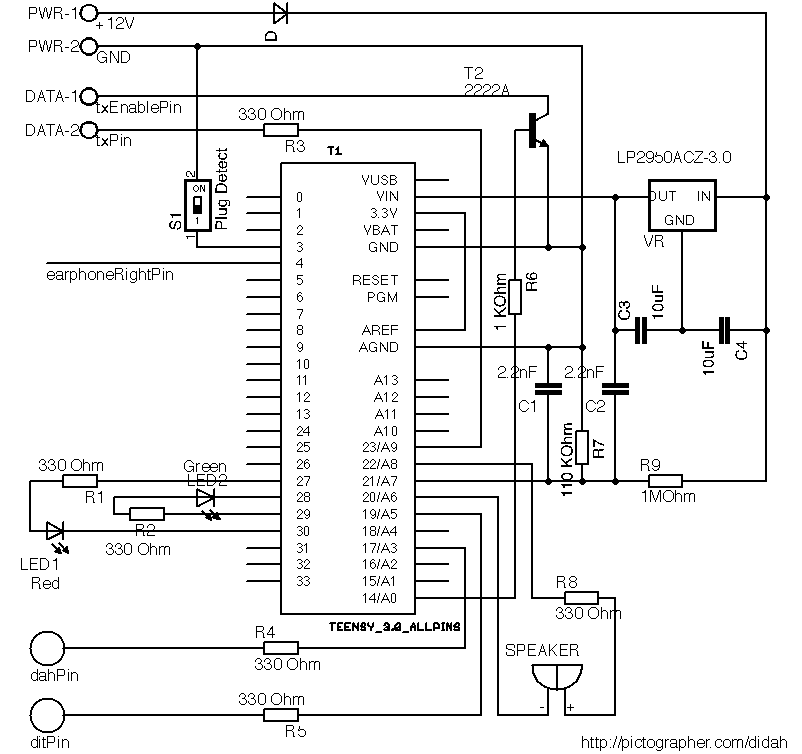 PWR-1
+ 12V
D
PWR-2
GND
T2
2222A
DATA-1
txEnablePin
330 Ohm
DATA-2
txPin
R3
T1
LP2950ACZ-3.0
2
ON
1
1
S1
Plug Detect
VUSB
0 VIN
1 3.3V
2 VBAT
3 GND
4
5 RESET
6 PGM
7
8 AREF
9 AGND
10
11 A13
12 A12
13 A11
24 A10
25 23/A9
26 22/A8
27 21/A7
28 20/A6
29 19/A5
30 18/A4
31 17/A3
32 16/A2
33 15/A1
14/A0
TEENSY_3.0_ALLPINS
OUT IN
GND
VR
earphoneRightPin
1 KOhm
R6
C3
10uF
10uF
C4
2.2nF
C1
2.2nF
C2
110 KOhm
R7
R9
1MOhm
330 Ohm
R1
Green
LED2
R2
330 Ohm
LED1
Red
R8
330 Ohm
R4
330 Ohm
dahPin
SPEAKER
- +
330 Ohm
R5
ditPin
http://pictographer.com/didah